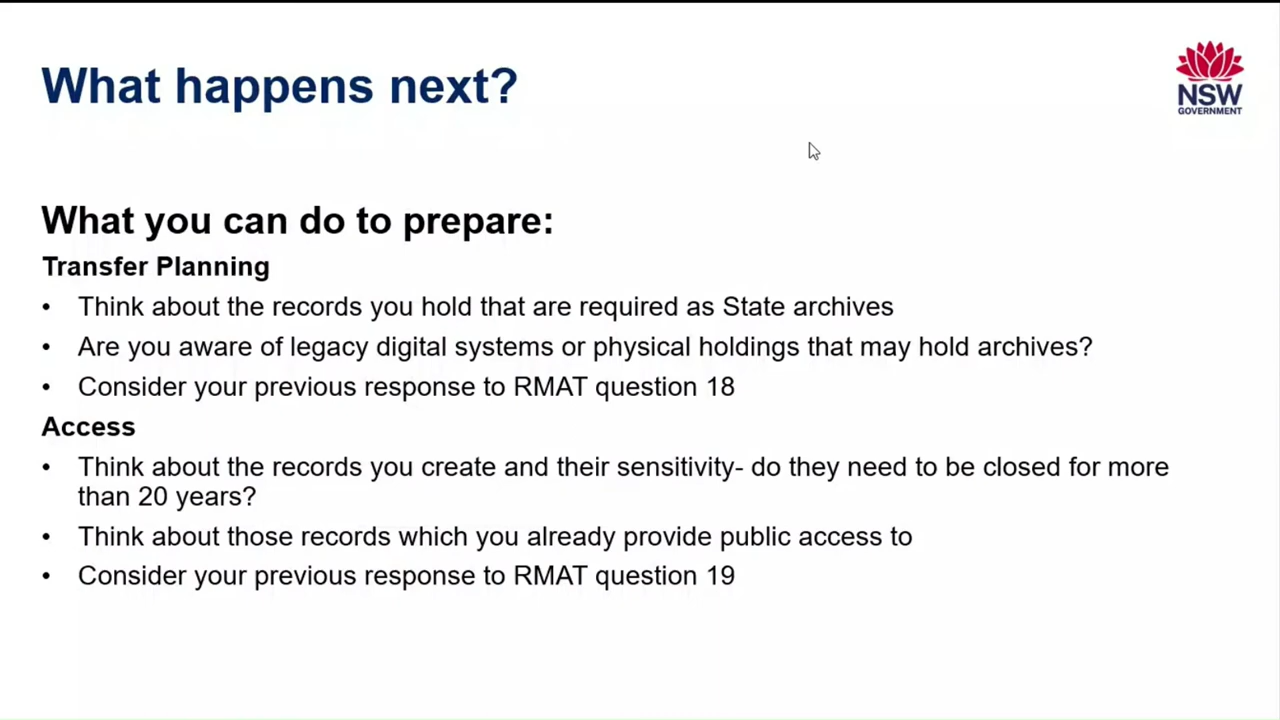 What happens next?
NSW
GOVERNMENT
What you can do to prepare:
Transfer Planning
• Think about the records you hold that are required as State archives
• Are you aware of legacy digital systems or physical holdings that may hold archives?
• Consider your previous response to RMAT question 18
Access
• Think about the records you create and their sensitivity- do they need to be closed for more
than 20 years?
• Think about those records which you already provide public access to
• Consider your previous response to RMAT question 19